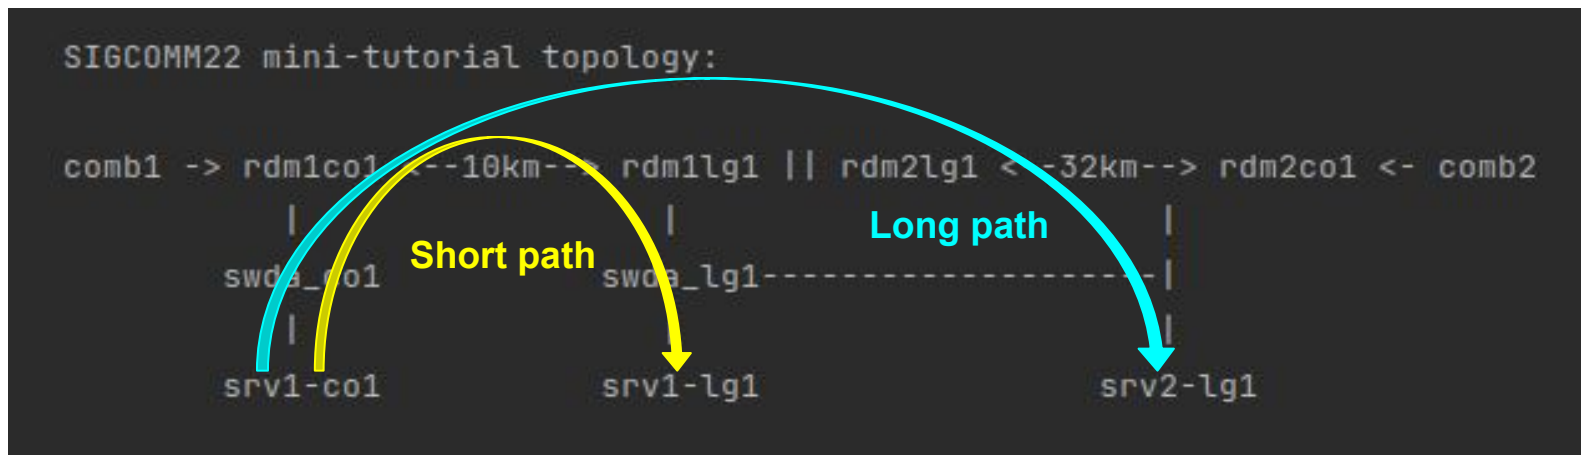 SIGCOMM22 mini-tutorial topology:
comb1 -> rdm1co1 <--10km--> rdm1lg1 || rdm2lg1 <--32km--> rdm2co1 <- comb2
| | |
Short path
Long path
swda_co1 swda_lg1--------------------|
| | |
srv1-co1 srv1-lg1 srv2-lg1